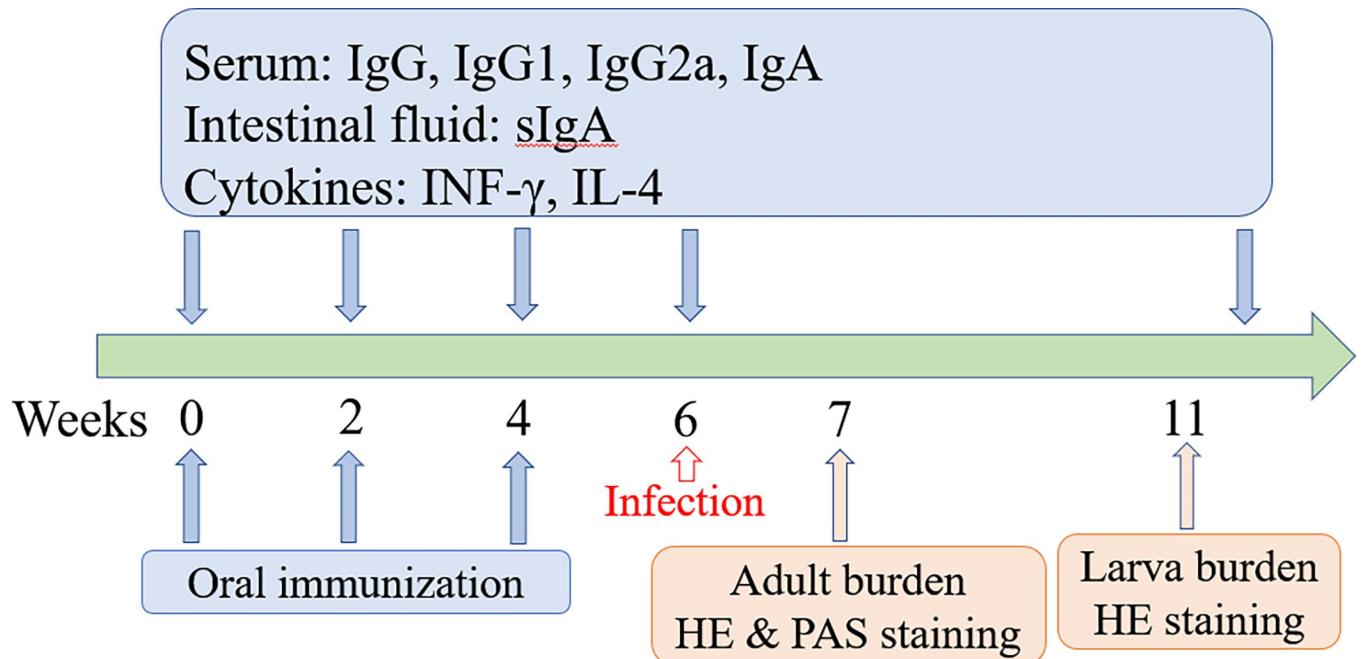 Serum: IgG, IgG1, IgG2a, IgA
Intestinal fluid: sIgA
Cytokines: INF-γ, IL-4
Weeks 0 2 4 6 7 11
Infection
Oral immunization
Adult burden
HE & PAS staining
Larva burden
HE staining